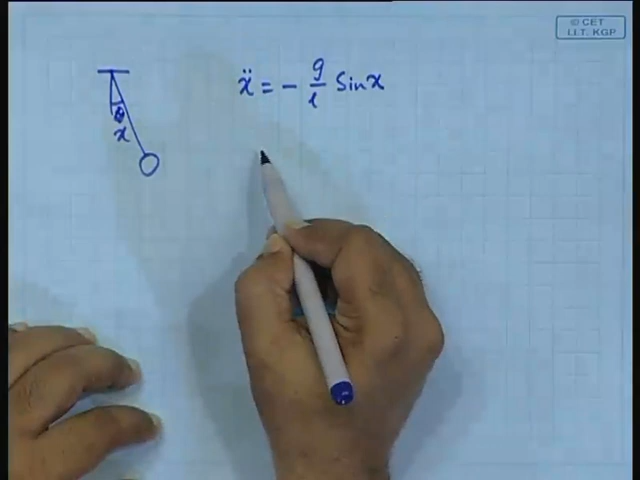 © CET
I.I.T. KGP
ẍ = - g/l Sin x
x